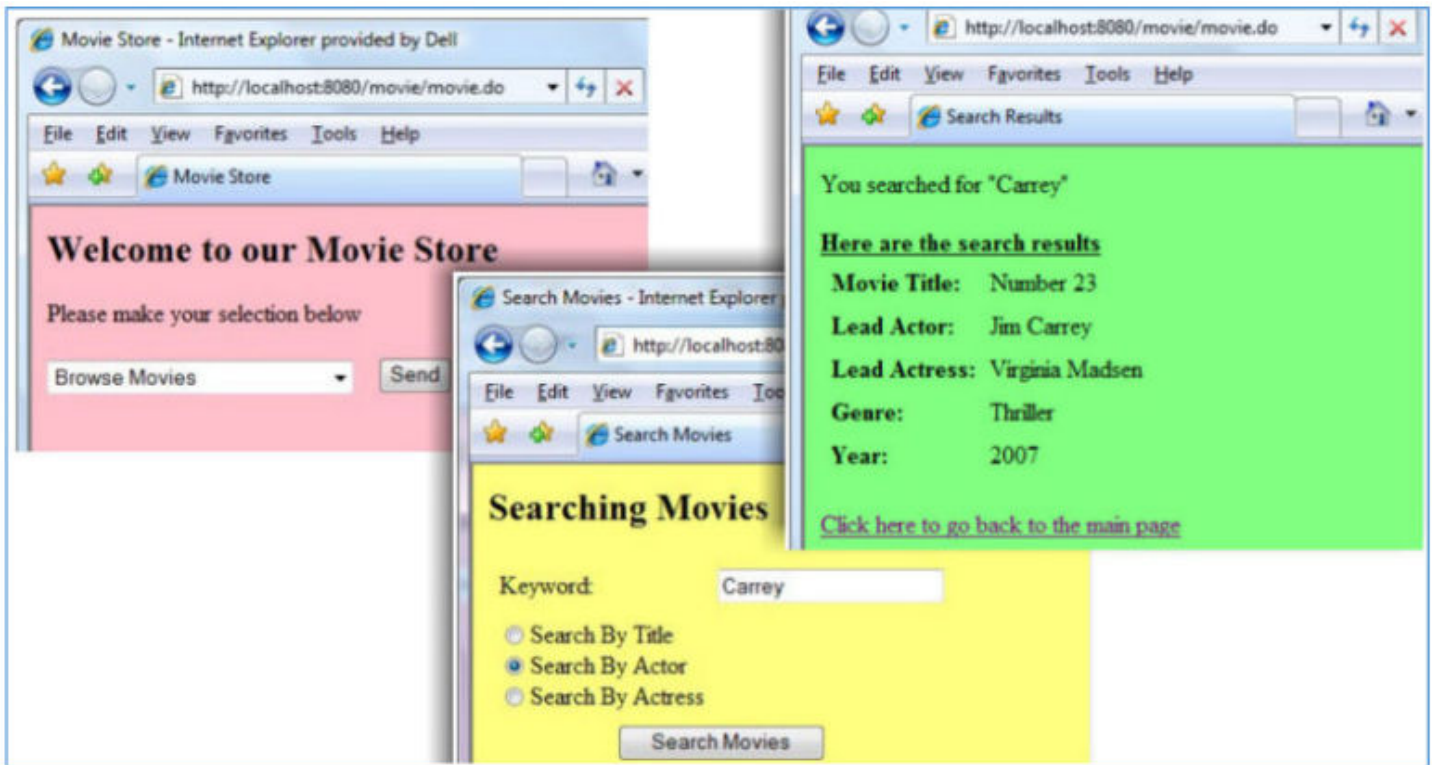 Movie Store - Internet Explorer provided by Dell
http://localhost:8080/movie/movie.do
File Edit View Favorites Tools Help
Movie Store
Welcome to our Movie Store
Please make your selection below
Browse Movies
Send
Search Movies - Internet Explorer
http://localhost:80
File Edit View Favorites Too
Search Movies
Searching Movies
Keyword: Carrey
Search By Title
Search By Actor
Search By Actress
Search Movies
http://localhost:8080/movie/movie.do
File Edit View Favorites Tools Help
Search Results
You searched for "Carrey"
Here are the search results
Movie Title: Number 23
Lead Actor: Jim Carrey
Lead Actress: Virginia Madsen
Genre: Thriller
Year: 2007
Click here to go back to the main page